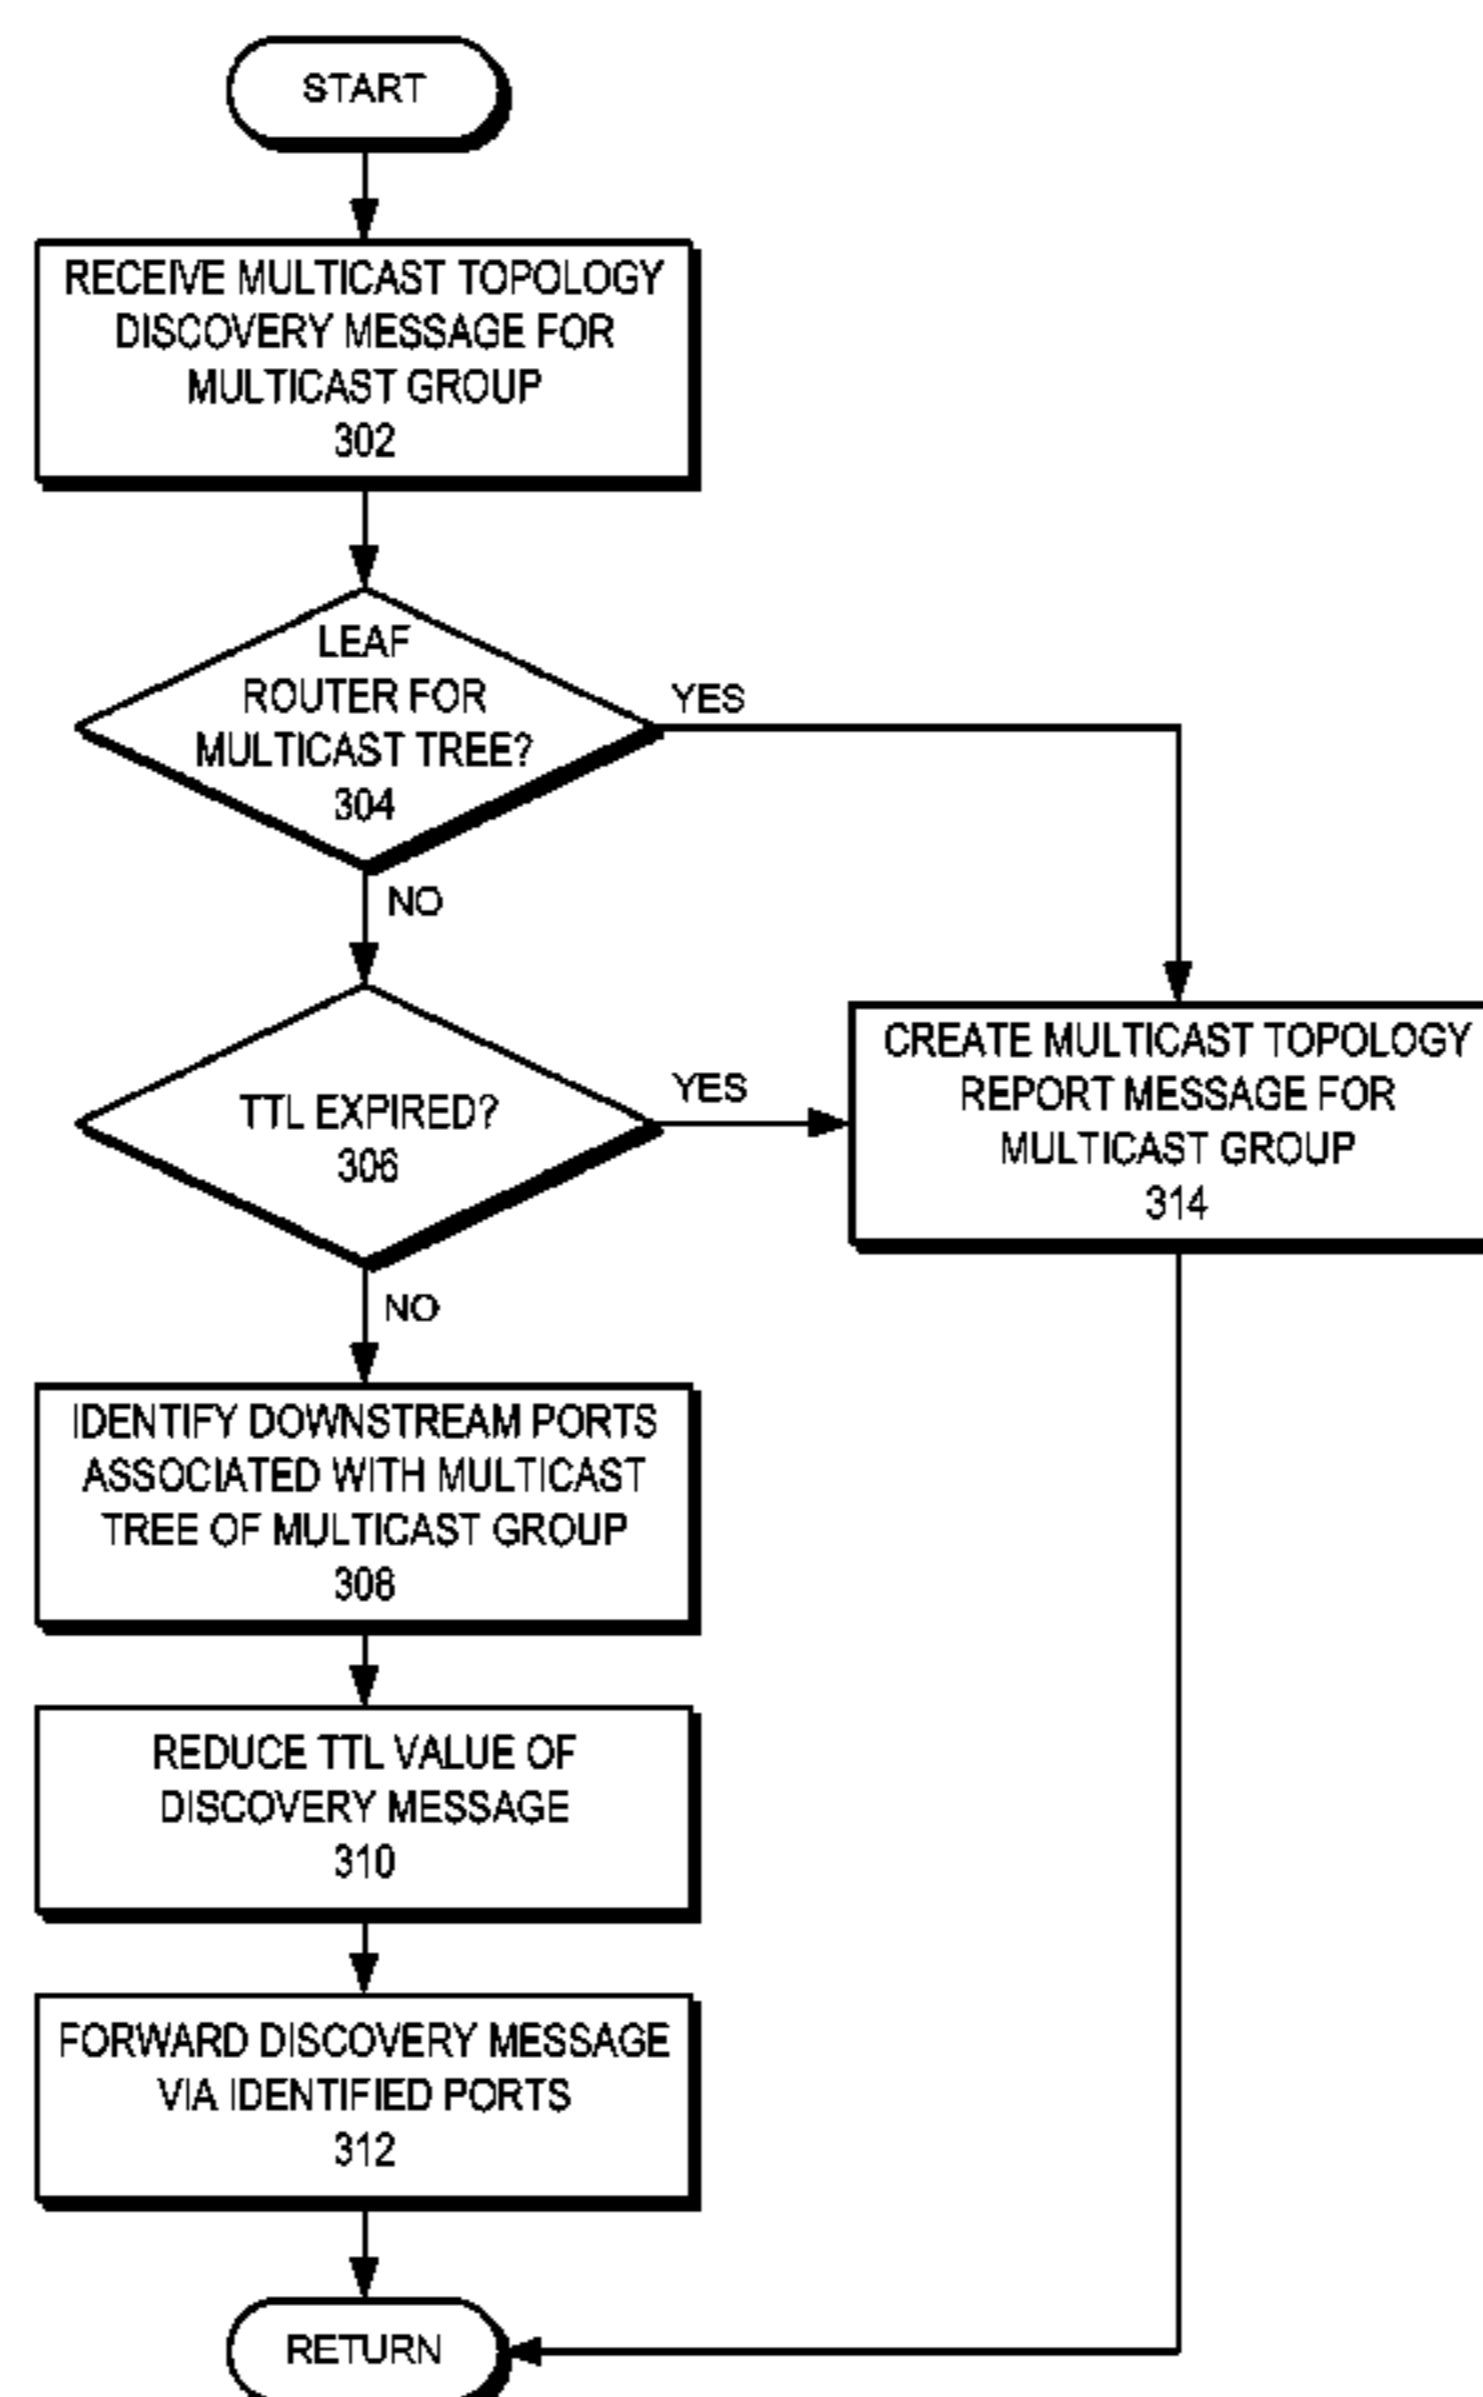 START
RECEIVE MULTICAST TOPOLOGY
DISCOVERY MESSAGE FOR
MULTICAST GROUP
302
LEAF
ROUTER FOR
MULTICAST TREE?
304
YES
NO
TTL EXPIRED?
306
YES
CREATE MULTICAST TOPOLOGY
REPORT MESSAGE FOR
MULTICAST GROUP
314
NO
IDENTIFY DOWNSTREAM PORTS
ASSOCIATED WITH MULTICAST
TREE OF MULTICAST GROUP
308
REDUCE TTL VALUE OF
DISCOVERY MESSAGE
310
FORWARD DISCOVERY MESSAGE
VIA IDENTIFIED PORTS
312
RETURN